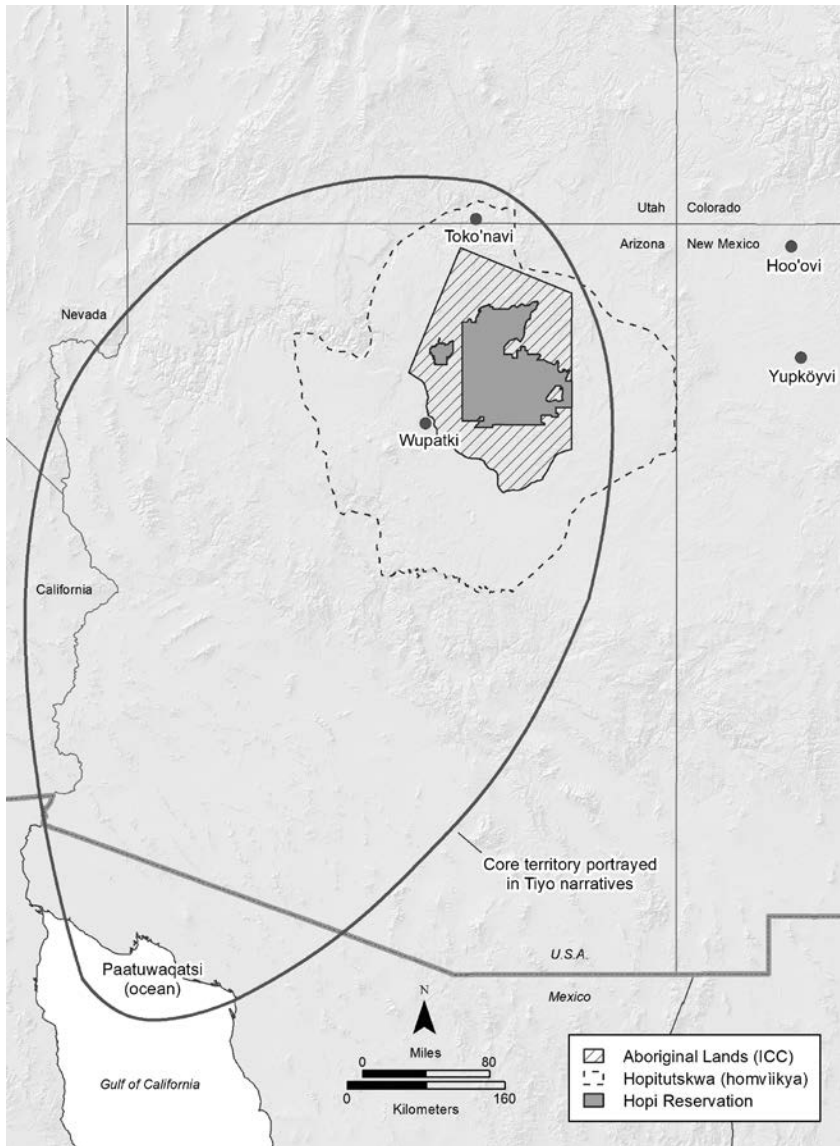 Utah
Colorado
Toko'navi
Arizona
New Mexico
Hoo'ovi
Nevada
Yupköyvi
Wupatki
California
Core territory portrayed
in Tiyo narratives
Paatuwaqatsi
(ocean)
U.S.A.
Mexico
N
Miles
0 80
0 160
Kilometers
Gulf of California
Aboriginal Lands (ICC)
Hopitutskwa (homvìikya)
Hopi Reservation